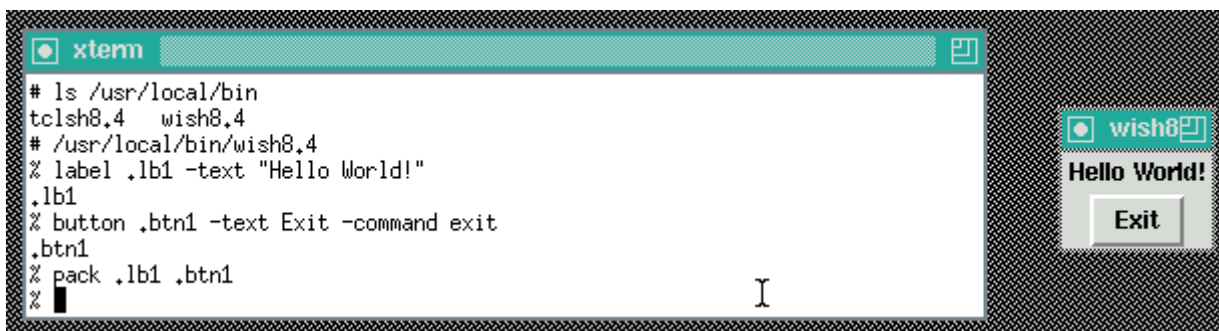 xterm
# ls /usr/local/bin
tclsh8.4   wish8.4
# /usr/local/bin/wish8.4
% label .lb1 -text "Hello World!"
.lb1
% button .btn1 -text Exit -command exit
.btn1
% pack .lb1 .btn1
%
wish8
Hello World!
Exit